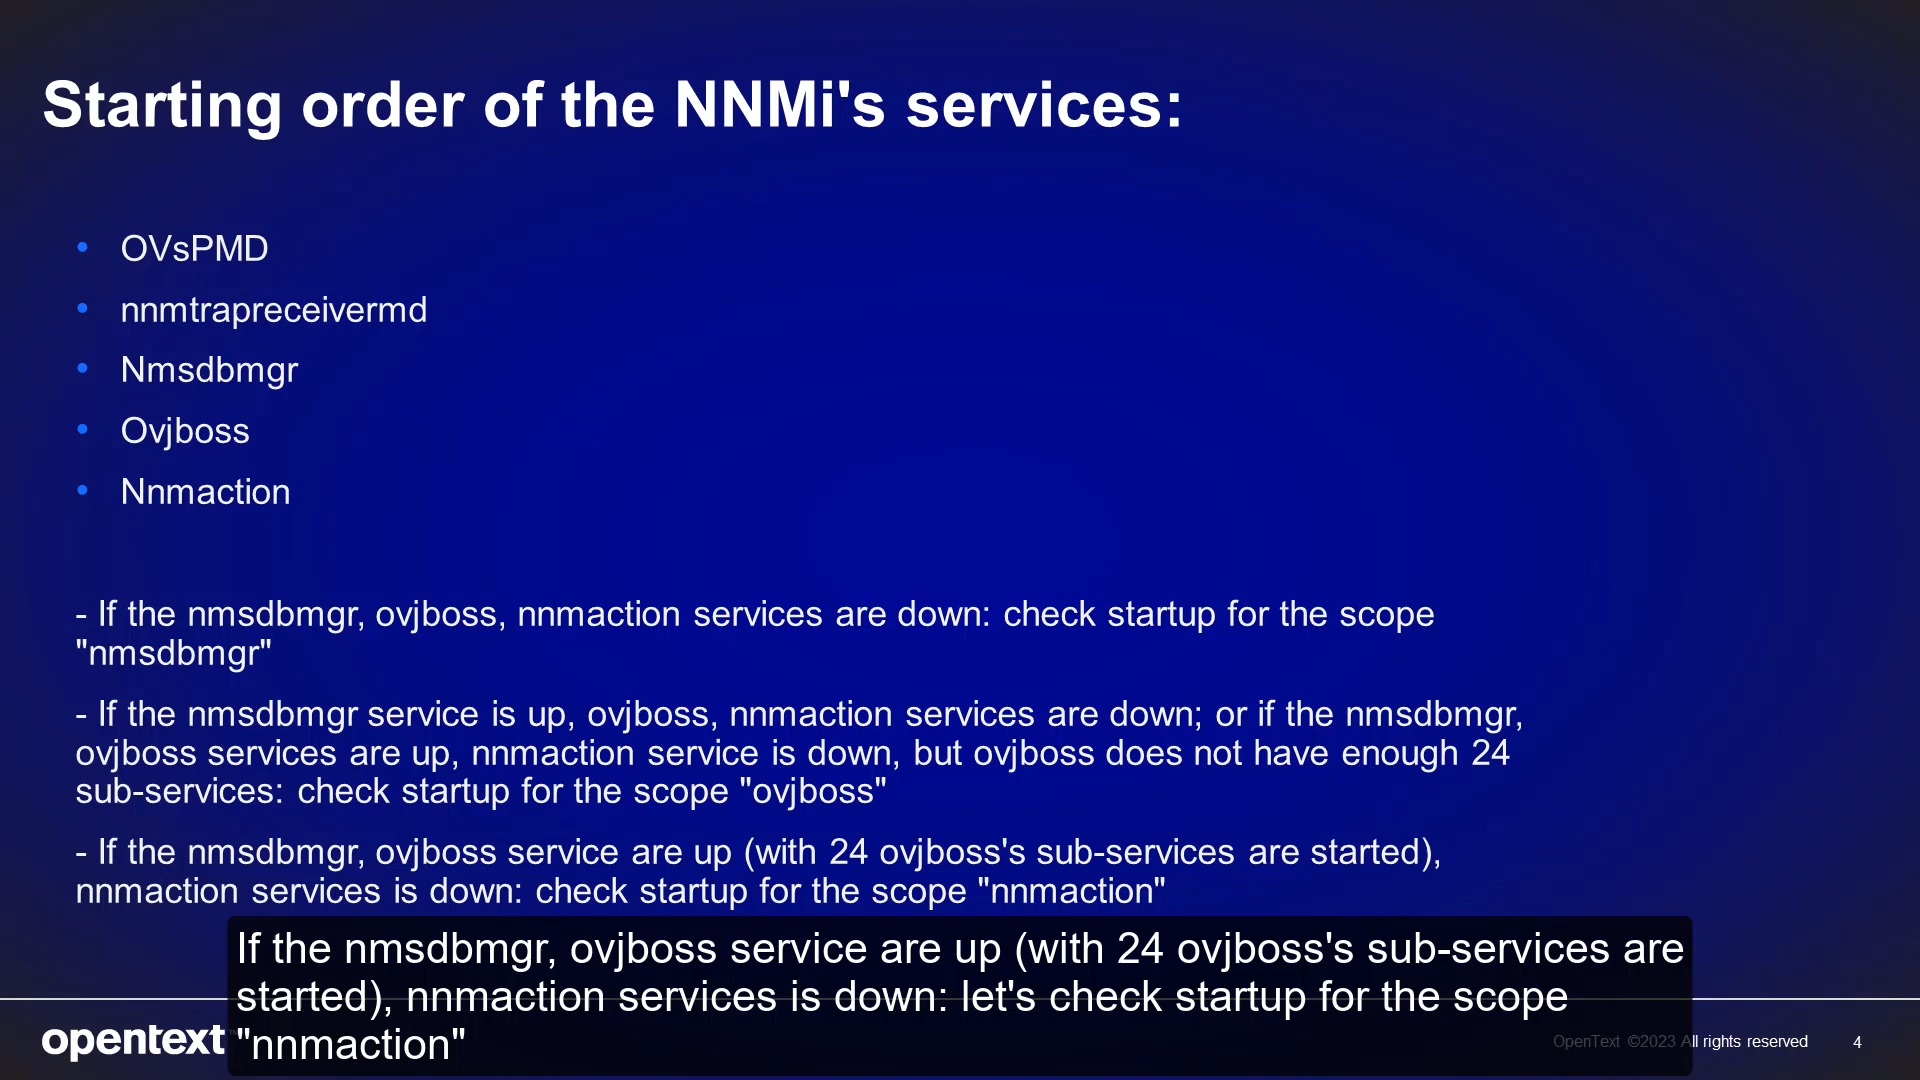 Starting order of the NNMi's services:
• OVsPMD
• nnmtrapreceivermd
• Nmsdbmgr
• Ovjboss
• Nnmaction
- If the nmsdbmgr, ovjboss, nnmaction services are down: check startup for the scope
"nmsdbmgr"
- If the nmsdbmgr service is up, ovjboss, nnmaction services are down; or if the nmsdbmgr,
ovjboss services are up, nnmaction service is down, but ovjboss does not have enough 24
sub-services: check startup for the scope "ovjboss"
- If the nmsdbmgr, ovjboss service are up (with 24 ovjboss's sub-services are started),
nnmaction services is down: check startup for the scope "nnmaction"
If the nmsdbmgr, ovjboss service are up (with 24 ovjboss's sub-services are
started), nnmaction services is down: let's check startup for the scope
"nnmaction"
opentext™
OpenText ©2023 All rights reserved
4